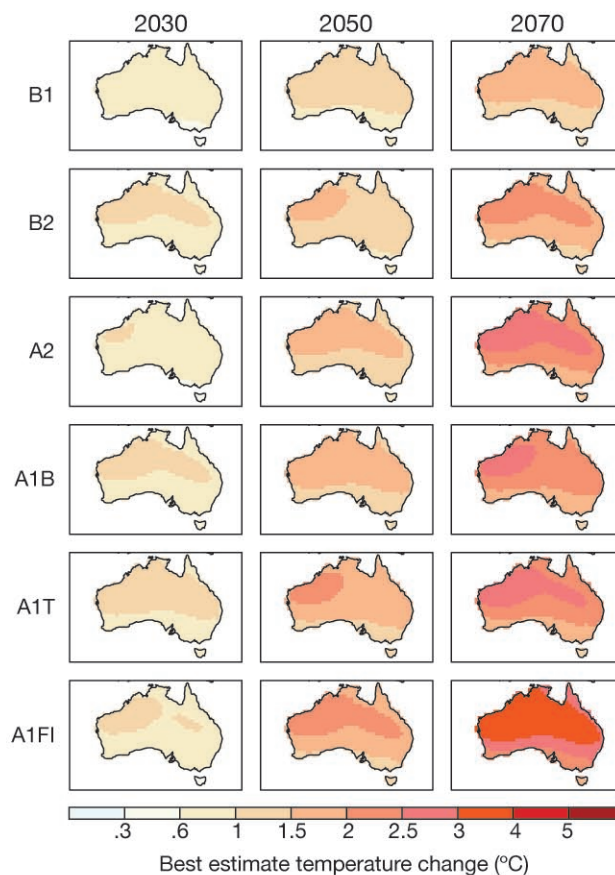 2030 2050 2070
B1
B2
A2
A1B
A1T
A1FI
.3 .6 1 1.5 2 2.5 3 4 5
Best estimate temperature change (°C)